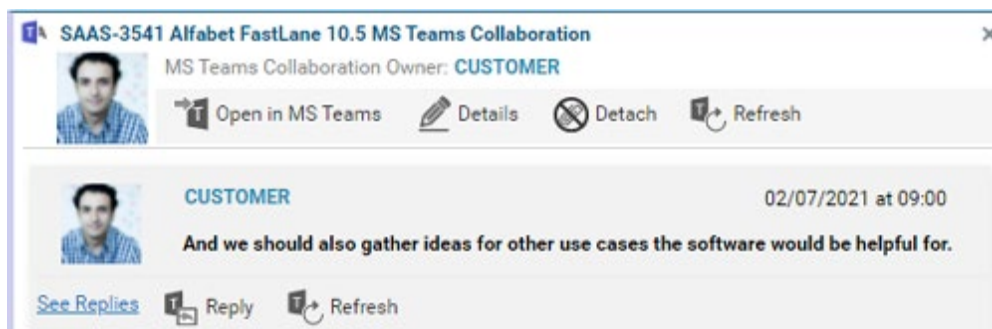 SAAS-3541 Alfabet FastLane 10.5 MS Teams Collaboration
MS Teams Collaboration Owner: CUSTOMER
Open in MS Teams Details Detach Refresh
CUSTOMER 02/07/2021 at 09:00
And we should also gather ideas for other use cases the software would be helpful for.
See Replies Reply Refresh